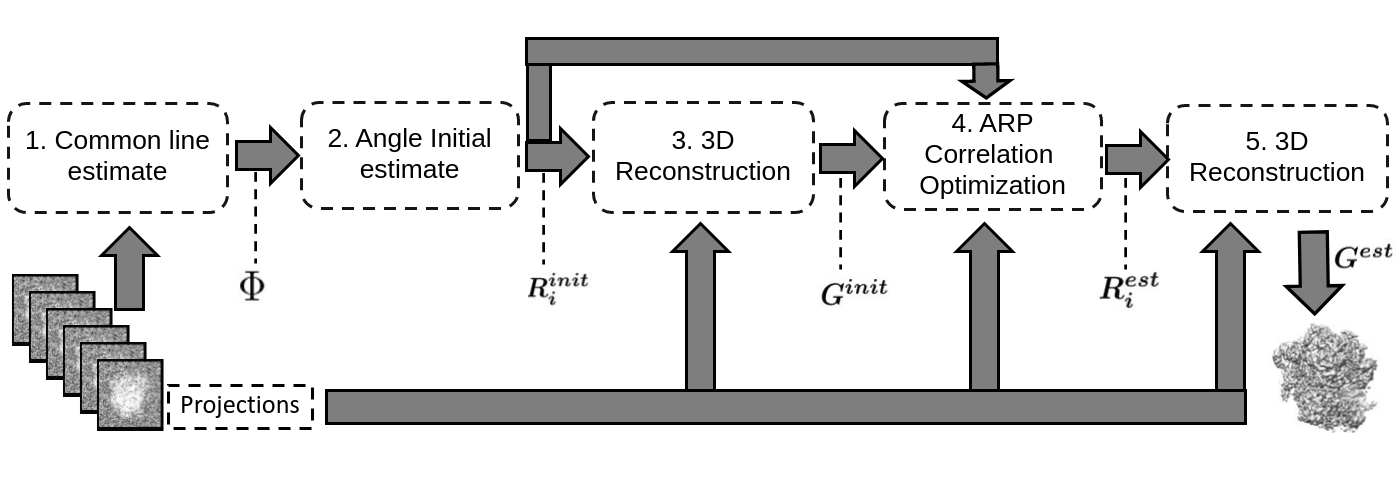 1. Common line
estimate
2. Angle Initial
estimate
3. 3D
Reconstruction
4. ARP
Correlation
Optimization
5. 3D
Reconstruction
Φ
R_i^{init}
G^{init}
R_i^{est}
G^{est}
Projections